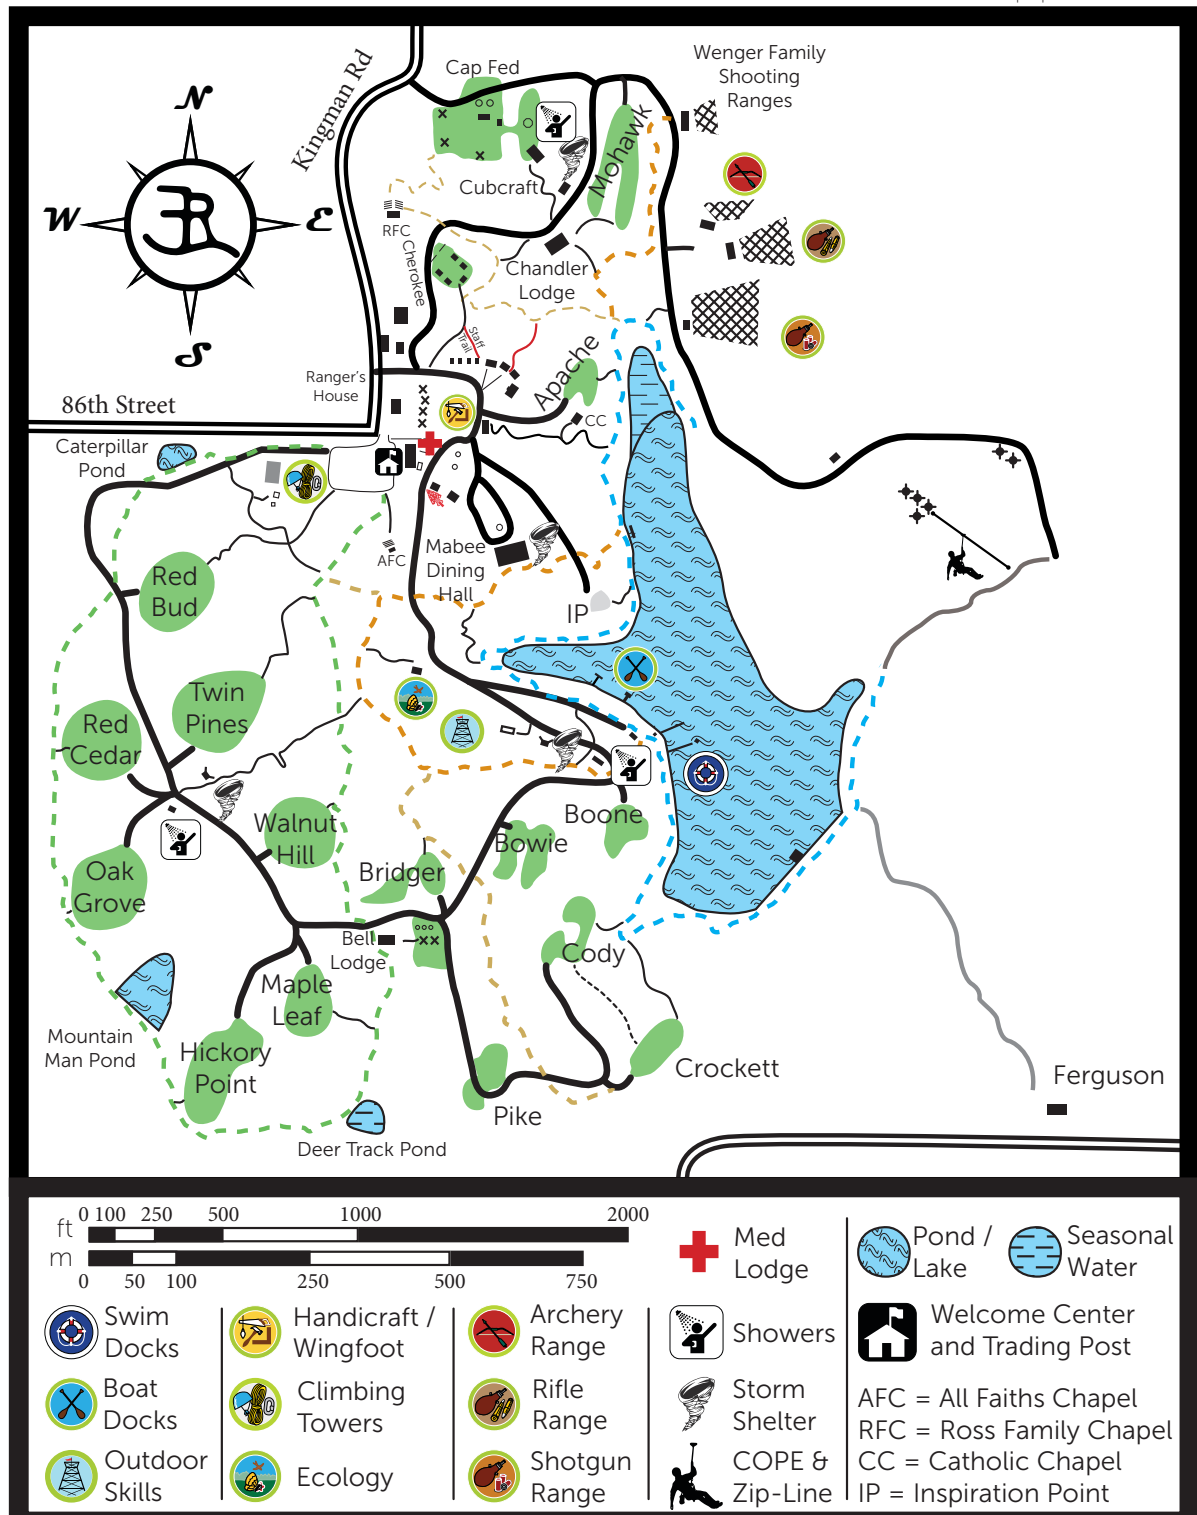 Wenger Family
Shooting
Ranges
Cap Fed
Kingman Rd
N
W
E
S
Mohawk
Cubcraft
RFC
Cherokee
Chandler
Lodge
Staff
Trail
Apache
CC
Ranger's
House
86th Street
Caterpillar
Pond
AFC
Mabee
Dining
Hall
IP
Red
Bud
Twin
Pines
Red
Cedar
Walnut
Hill
Oak
Grove
Bridger
Bowie
Boone
Bell
Lodge
Cody
Maple
Leaf
Mountain
Man Pond
Hickory
Point
Pike
Crockett
Ferguson
Deer Track Pond
ft
0 100 250 500 1000 2000
m
0 50 100 250 500 750
Swim
Docks
Boat
Docks
Outdoor
Skills
Handicraft /
Wingfoot
Climbing
Towers
Ecology
Archery
Range
Rifle
Range
Shotgun
Range
Med
Lodge
Showers
Storm
Shelter
COPE &
Zip-Line
Pond /
Lake
Seasonal
Water
Welcome Center
and Trading Post
AFC = All Faiths Chapel
RFC = Ross Family Chapel
CC = Catholic Chapel
IP = Inspiration Point